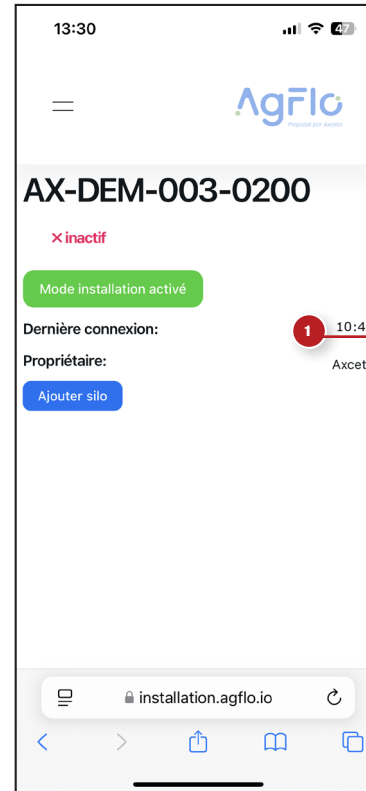 13:30
47
AgFlo
Propulsé par Axceta
AX-DEM-003-0200
× inactif
Mode installation activé
Dernière connexion:
1
10:4
Propriétaire:
Axcet
Ajouter silo
installation.agflo.io